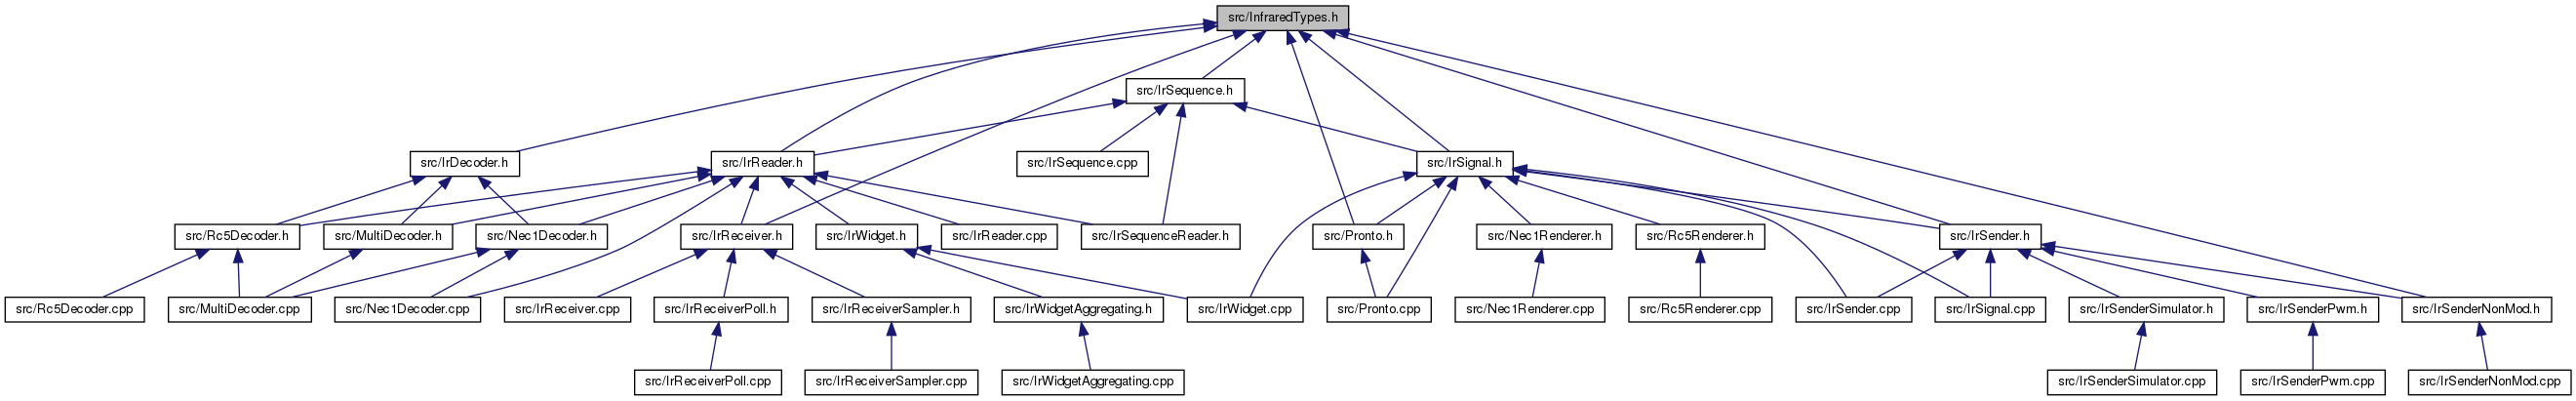 src/InfraredTypes.h
src/IrSequence.h
src/IrDecoder.h
src/IrReader.h
src/IrSequence.cpp
src/IrSignal.h
src/Rc5Decoder.h
src/MultiDecoder.h
src/Nec1Decoder.h
src/IrReceiver.h
src/IrWidget.h
src/IrReader.cpp
src/IrSequenceReader.h
src/Pronto.h
src/Nec1Renderer.h
src/Rc5Renderer.h
src/IrSender.h
src/Rc5Decoder.cpp
src/MultiDecoder.cpp
src/Nec1Decoder.cpp
src/IrReceiver.cpp
src/IrReceiverPoll.h
src/IrReceiverSampler.h
src/IrWidgetAggregating.h
src/IrWidget.cpp
src/Pronto.cpp
src/Nec1Renderer.cpp
src/Rc5Renderer.cpp
src/IrSender.cpp
src/IrSignal.cpp
src/IrSenderSimulator.h
src/IrSenderPwm.h
src/IrSenderNonMod.h
src/IrReceiverPoll.cpp
src/IrReceiverSampler.cpp
src/IrWidgetAggregating.cpp
src/IrSenderSimulator.cpp
src/IrSenderPwm.cpp
src/IrSenderNonMod.cpp